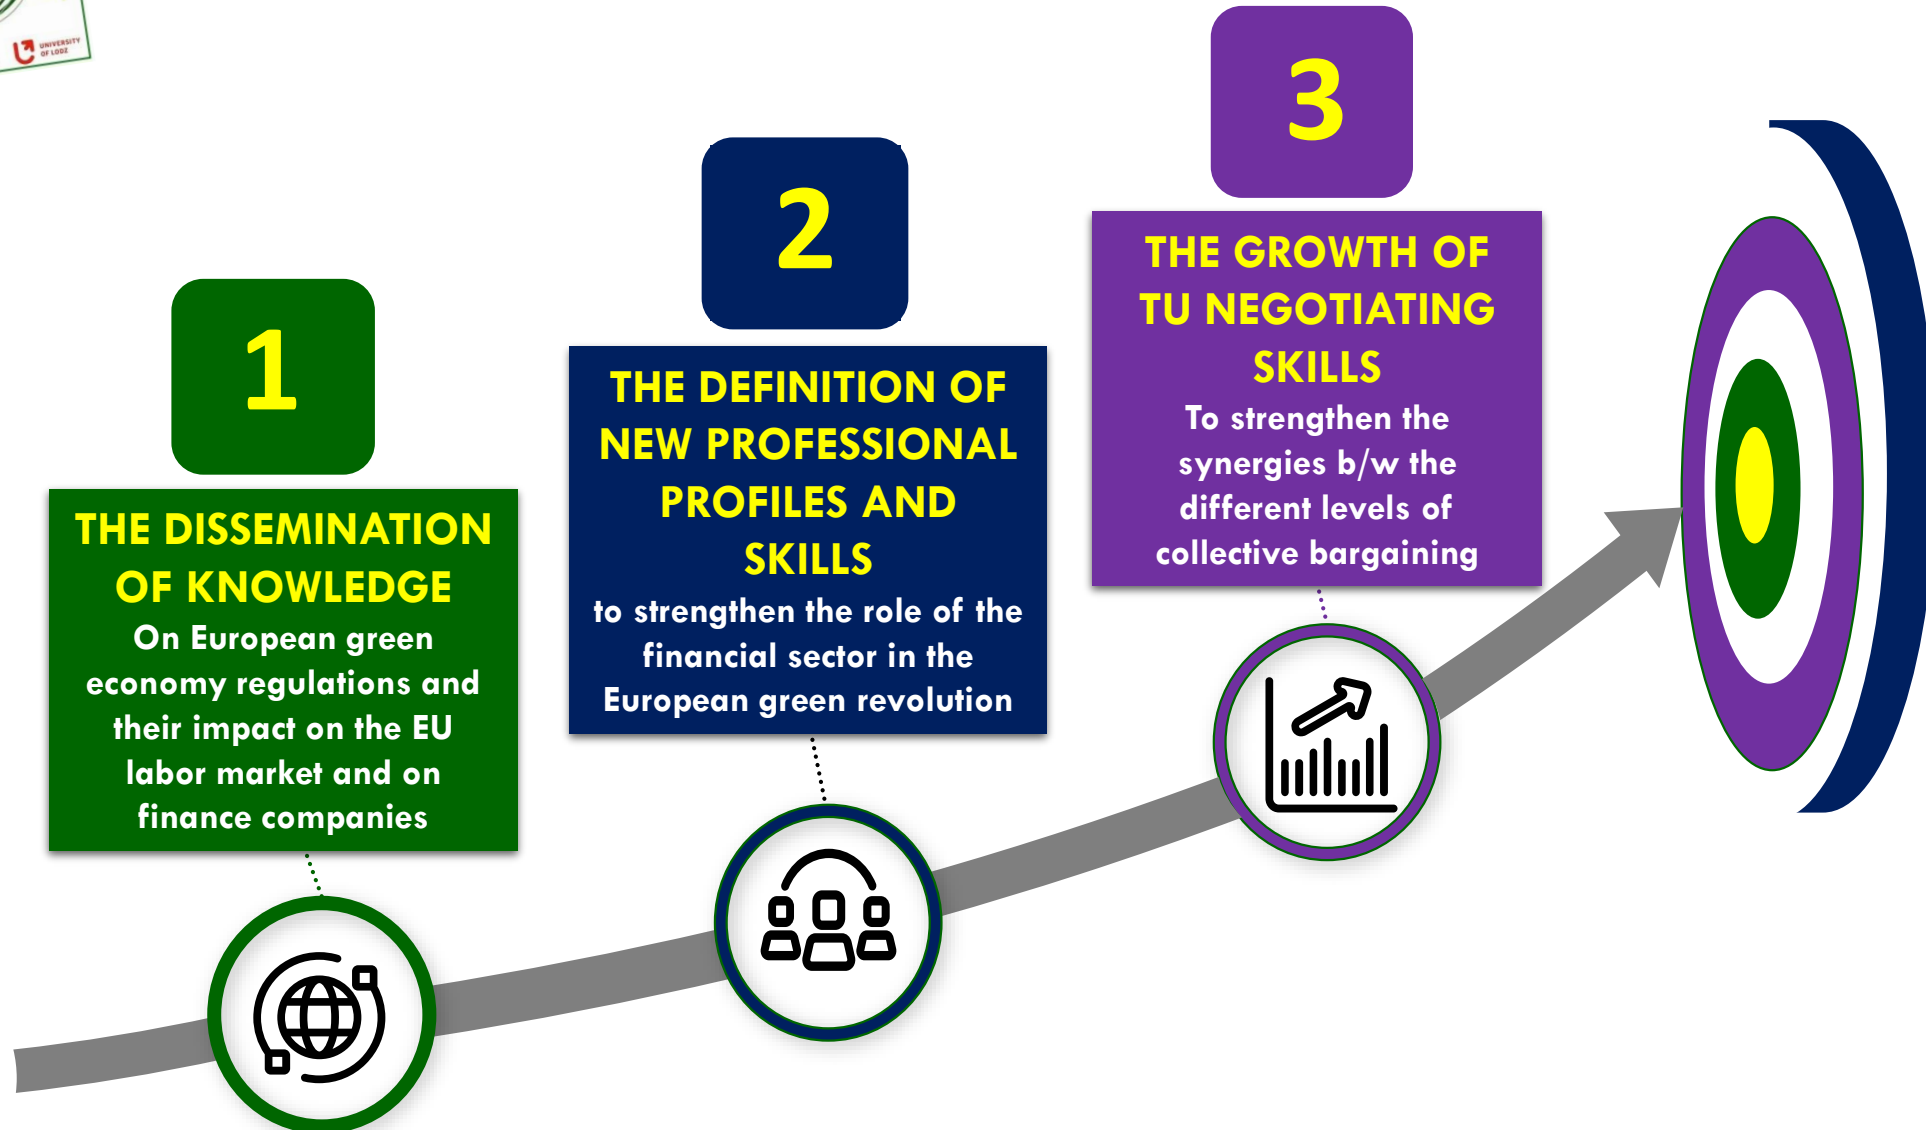 UNIVERSITY
OF LODZ
1
THE DISSEMINATION
OF KNOWLEDGE
On European green
economy regulations and
their impact on the EU
labor market and on
finance companies
2
THE DEFINITION OF
NEW PROFESSIONAL
PROFILES AND
SKILLS
to strengthen the role of the
financial sector in the
European green revolution
3
THE GROWTH OF
TU NEGOTIATING
SKILLS
To strengthen the
synergies b/w the
different levels of
collective bargaining